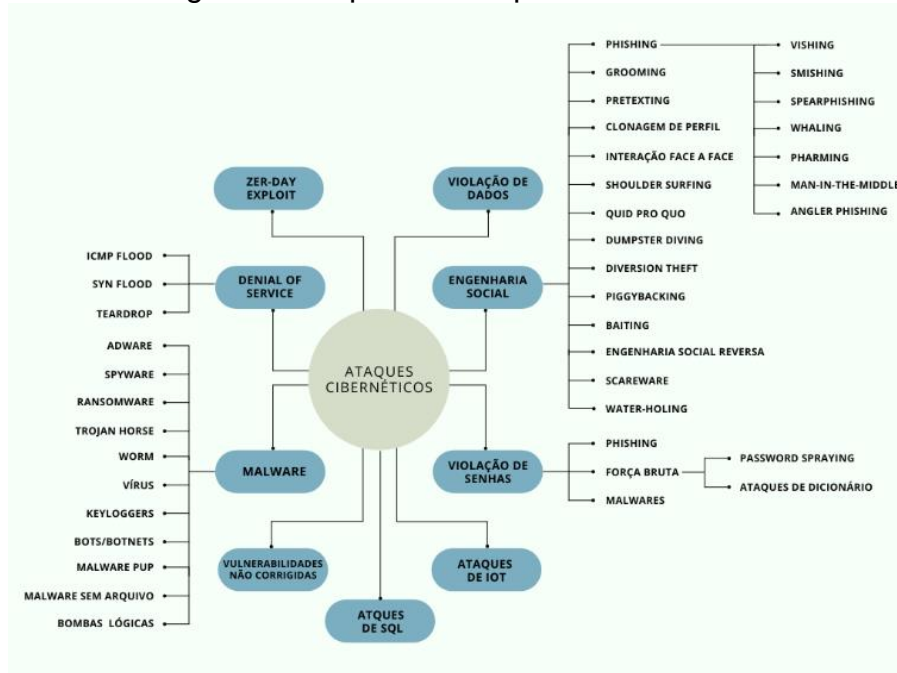 PHISHING
GROOMING
PRETEXTING
CLONAGEM DE PERFIL
INTERAÇÃO FACE A FACE
SHOULDER SURFING
QUID PRO QUO
DUMPSTER DIVING
DIVERSION THEFT
PIGGYBACKING
BAITING
ENGENHARIA SOCIAL REVERSA
SCAREWARE
WATER-HOLING
VISHING
SMISHING
SPEARPHISHING
WHALING
PHARMING
MAN-IN-THE-MIDDLE
ANGLER PHISHING
ZER-DAY
EXPLOIT
VIOLAÇÃO DE
DADOS
ICMP FLOOD
SYN FLOOD
TEARDROP
DENIAL OF
SERVICE
ENGENHARIA
SOCIAL
ATAQUES
CIBERNÉTICOS
ADWARE
SPYWARE
RANSOMWARE
TROJAN HORSE
WORM
VÍRUS
KEYLOGGERS
BOTS/BOTNETS
MALWARE PUP
MALWARE SEM ARQUIVO
BOMBAS LÓGICAS
MALWARE
VIOLAÇÃO DE
SENHAS
PHISHING
FORÇA BRUTA
MALWARES
PASSWORD SPRAYING
ATAQUES DE DICIONÁRIO
VULNERABILIDADES
NÃO CORRIGIDAS
ATAQUES
DE IOT
ATQUES
DE SQL